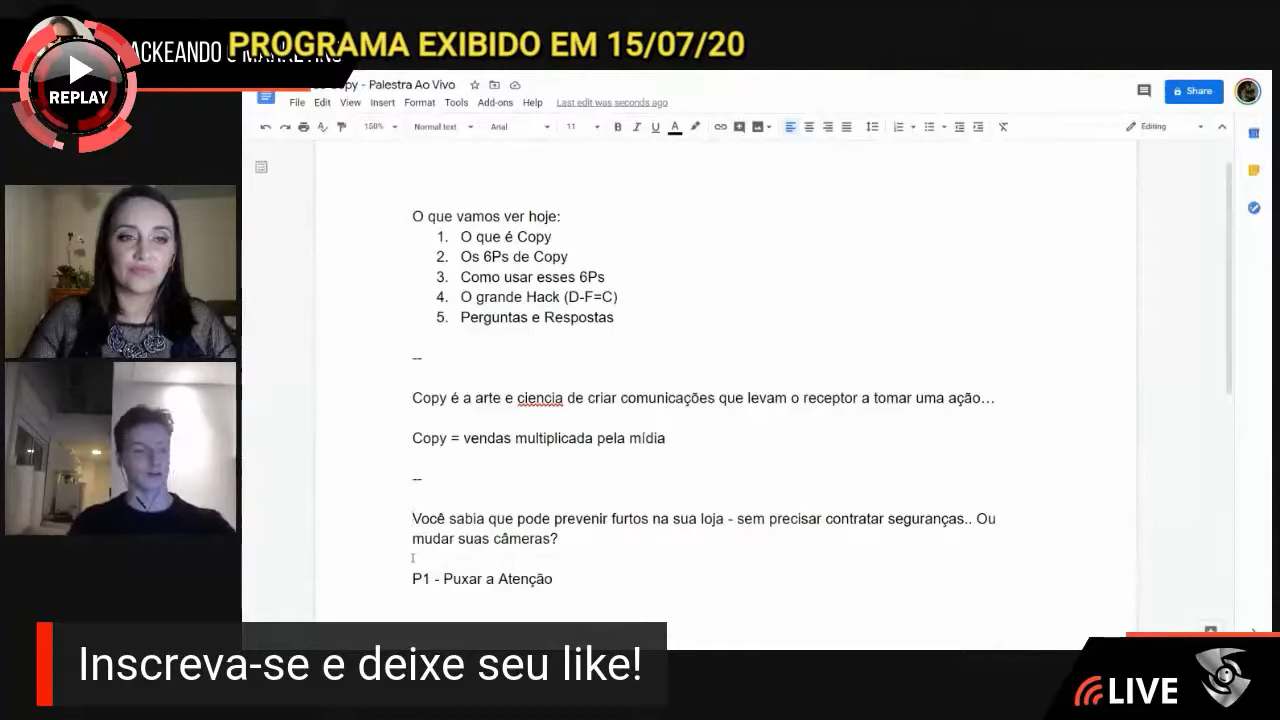 PROGRAMA EXIBIDO EM 15/07/20
REPLAY
Copy - Palestra Ao Vivo
File Edit View Insert Format Tools Add-ons Help Last edit was seconds ago
Share
150% Normal text Arial 11 B I U A Editing
O que vamos ver hoje:
1. O que é Copy
2. Os 6Ps de Copy
3. Como usar esses 6Ps
4. O grande Hack (D-F=C)
5. Perguntas e Respostas
--
Copy é a arte e ciencia de criar comunicações que levam o receptor a tomar uma ação…
Copy = vendas multiplicada pela mídia
--
Você sabia que pode prevenir furtos na sua loja - sem precisar contratar seguranças.. Ou
mudar suas câmeras?
P1 - Puxar a Atenção
Inscreva-se e deixe seu like!
LIVE